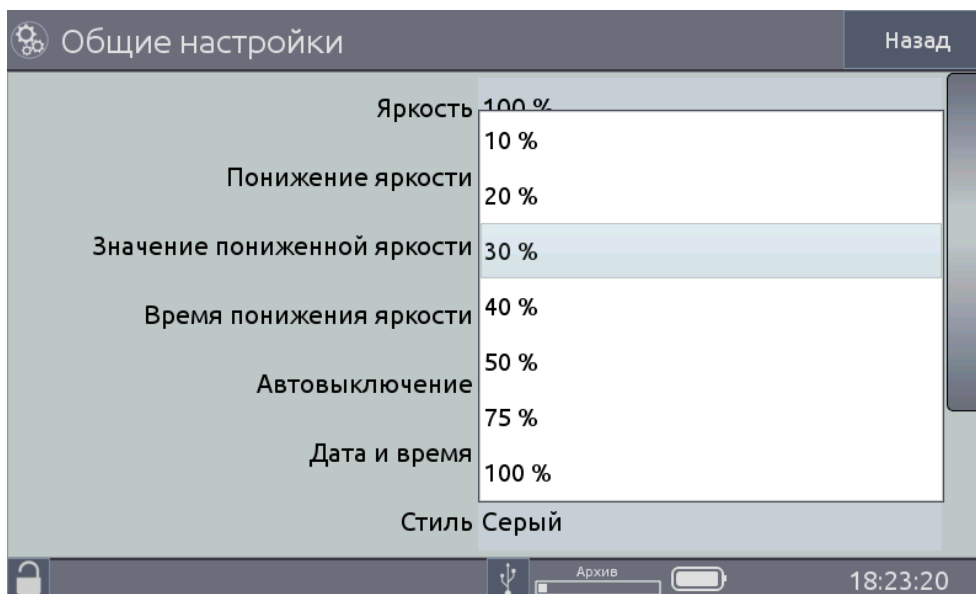 Общие настройки
Назад
Яркость 100 %
10 %
Понижение яркости
20 %
Значение пониженной яркости 30 %
Время понижения яркости 40 %
50 %
Автовыключение
75 %
Дата и время
100 %
Стиль Серый
Архив
18:23:20